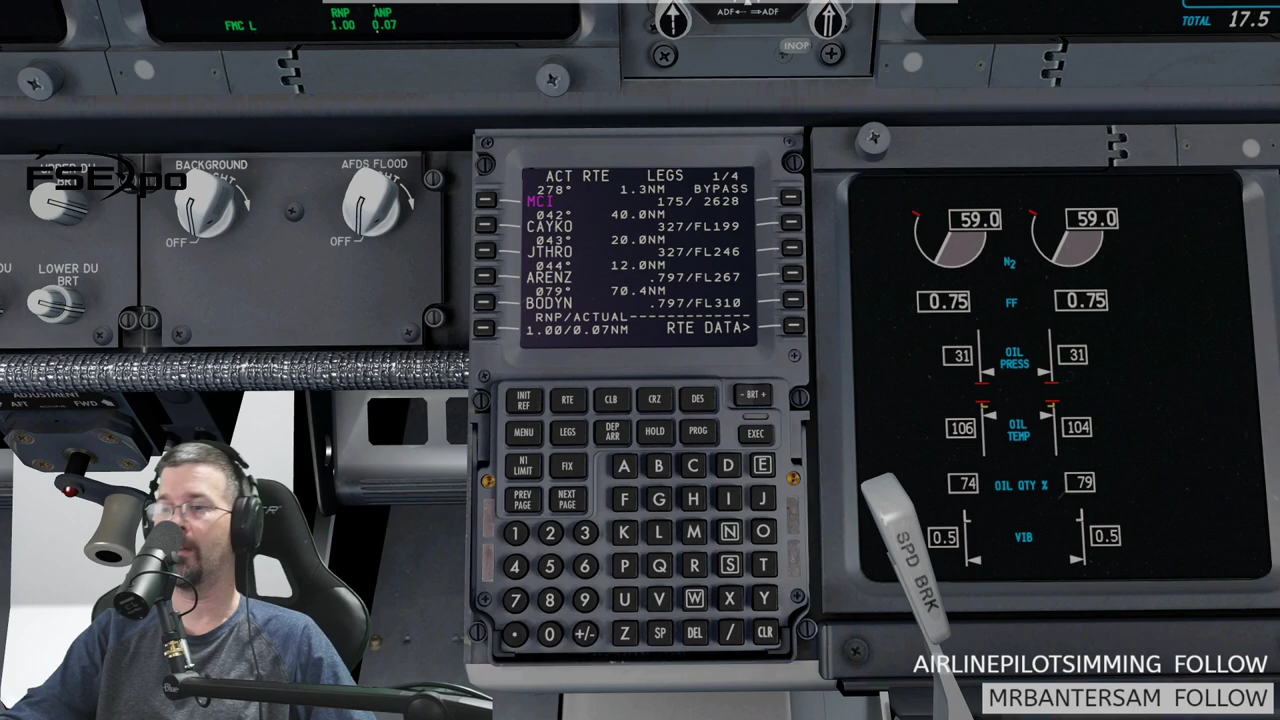 FMC L
RNP
1.00
ANP
0.07
ADF
ADF
INOP
TOTAL 17.5
FSExpo
UPPER DU
BRT
BACKGROUND
OFF
AFDS FLOOD
OFF
DU
LOWER DU
BRT
ADJUSTMENT
AFT FWD
ACT RTE LEGS 1/4
278° 1.3NM BYPASS
MCI 175/ 2628
042° 40.0NM
CAYKO 327/FL199
043° 20.0NM
JTHRO 327/FL246
044° 12.0NM
ARENZ .797/FL267
079° 70.4NM
BODYN .797/FL310
RNP/ACTUAL--------------
1.00/0.07NM RTE DATA>
INIT REF RTE CLB CRZ DES - BRT +
MENU LEGS DEP ARR HOLD PROG EXEC
N1 LIMIT FIX A B C D E
PREV PAGE NEXT PAGE F G H I J
1 2 3 K L M N O
4 5 6 P Q R S T
7 8 9 U V W X Y
. 0 +/- Z SP DEL / CLR
59.0 59.0
N2
0.75 FF 0.75
31 OIL PRESS 31
106 OIL TEMP 104
74 OIL QTY % 79
0.5 VIB 0.5
SPD BRK
AIRLINEPILOTSIMMING FOLLOW
MRBANTERSAM FOLLOW